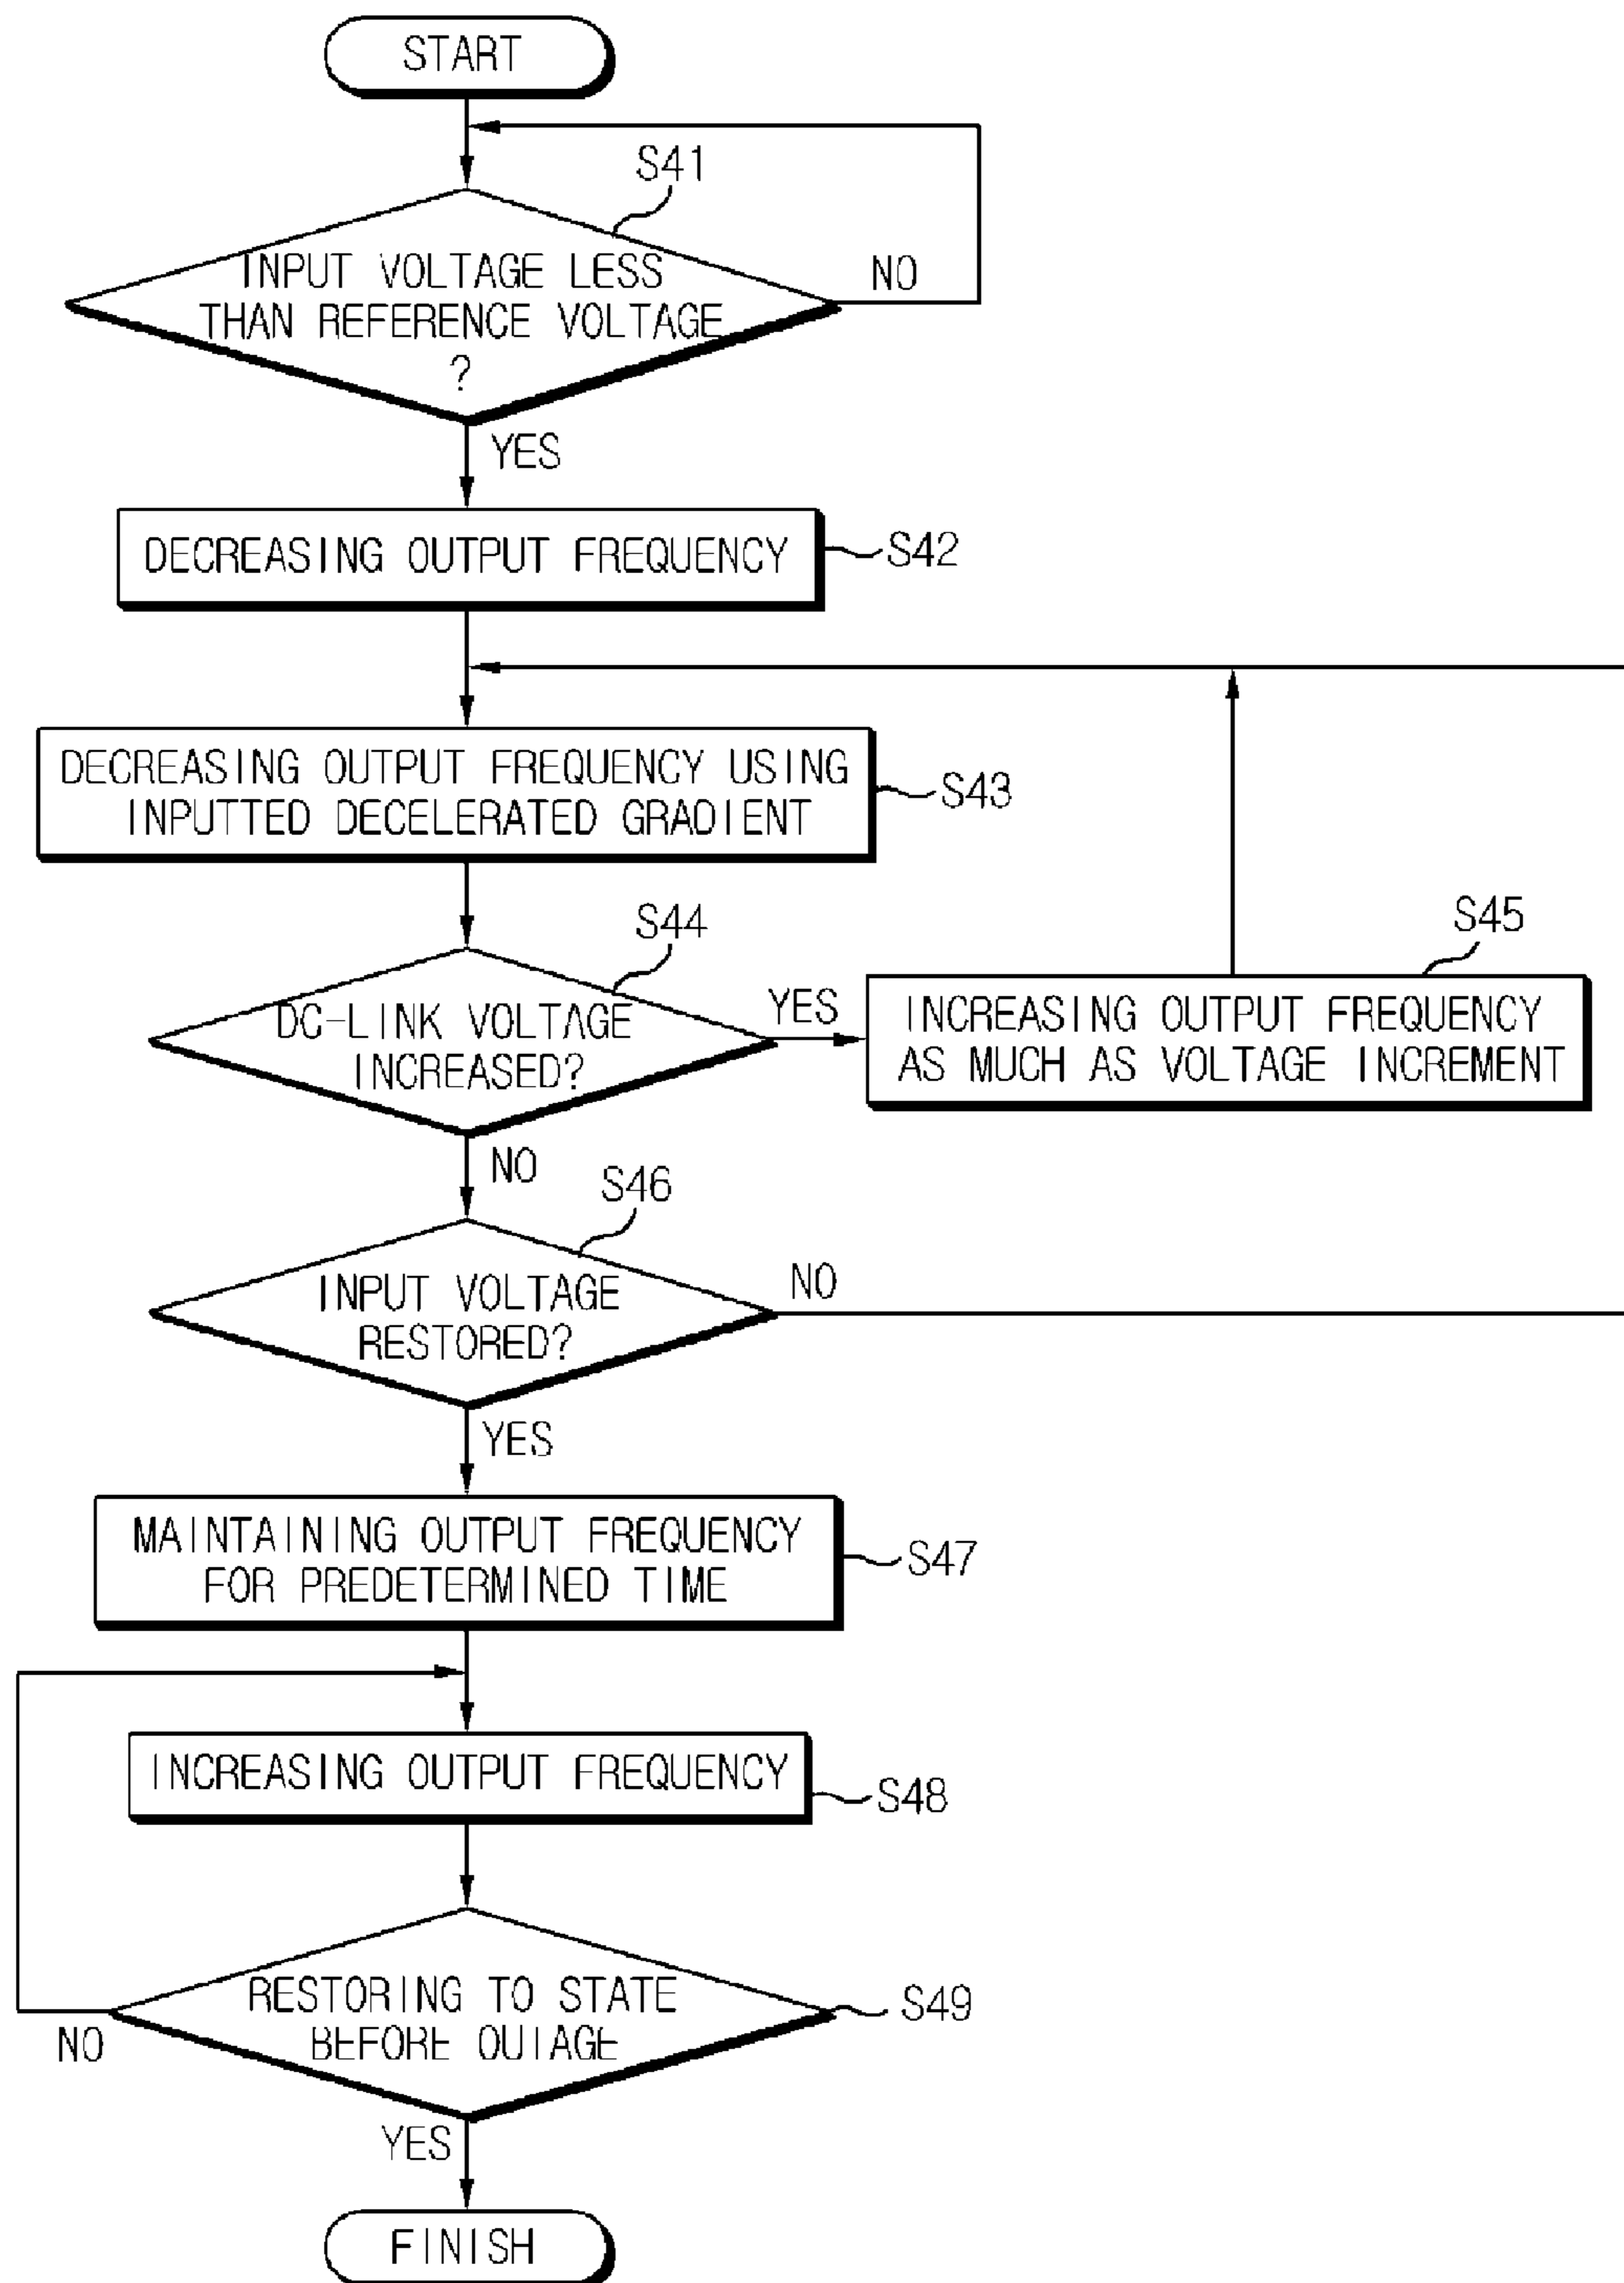 START
S41
INPUT VOLTAGE LESS
THAN REFERENCE VOLTAGE
?
NO
YES
DECREASING OUTPUT FREQUENCY
S42
DECREASING OUTPUT FREQUENCY USING
INPUTTED DECELERATED GRADIENT
S43
S44
DC-LINK VOLTAGE
INCREASED?
YES
S45
INCREASING OUTPUT FREQUENCY
AS MUCH AS VOLTAGE INCREMENT
NO
S46
INPUT VOLTAGE
RESTORED?
NO
YES
MAINTAINING OUTPUT FREQUENCY
FOR PREDETERMINED TIME
S47
INCREASING OUTPUT FREQUENCY
S48
RESTORING TO STATE
BEFORE OUTAGE
S49
NO
YES
FINISH